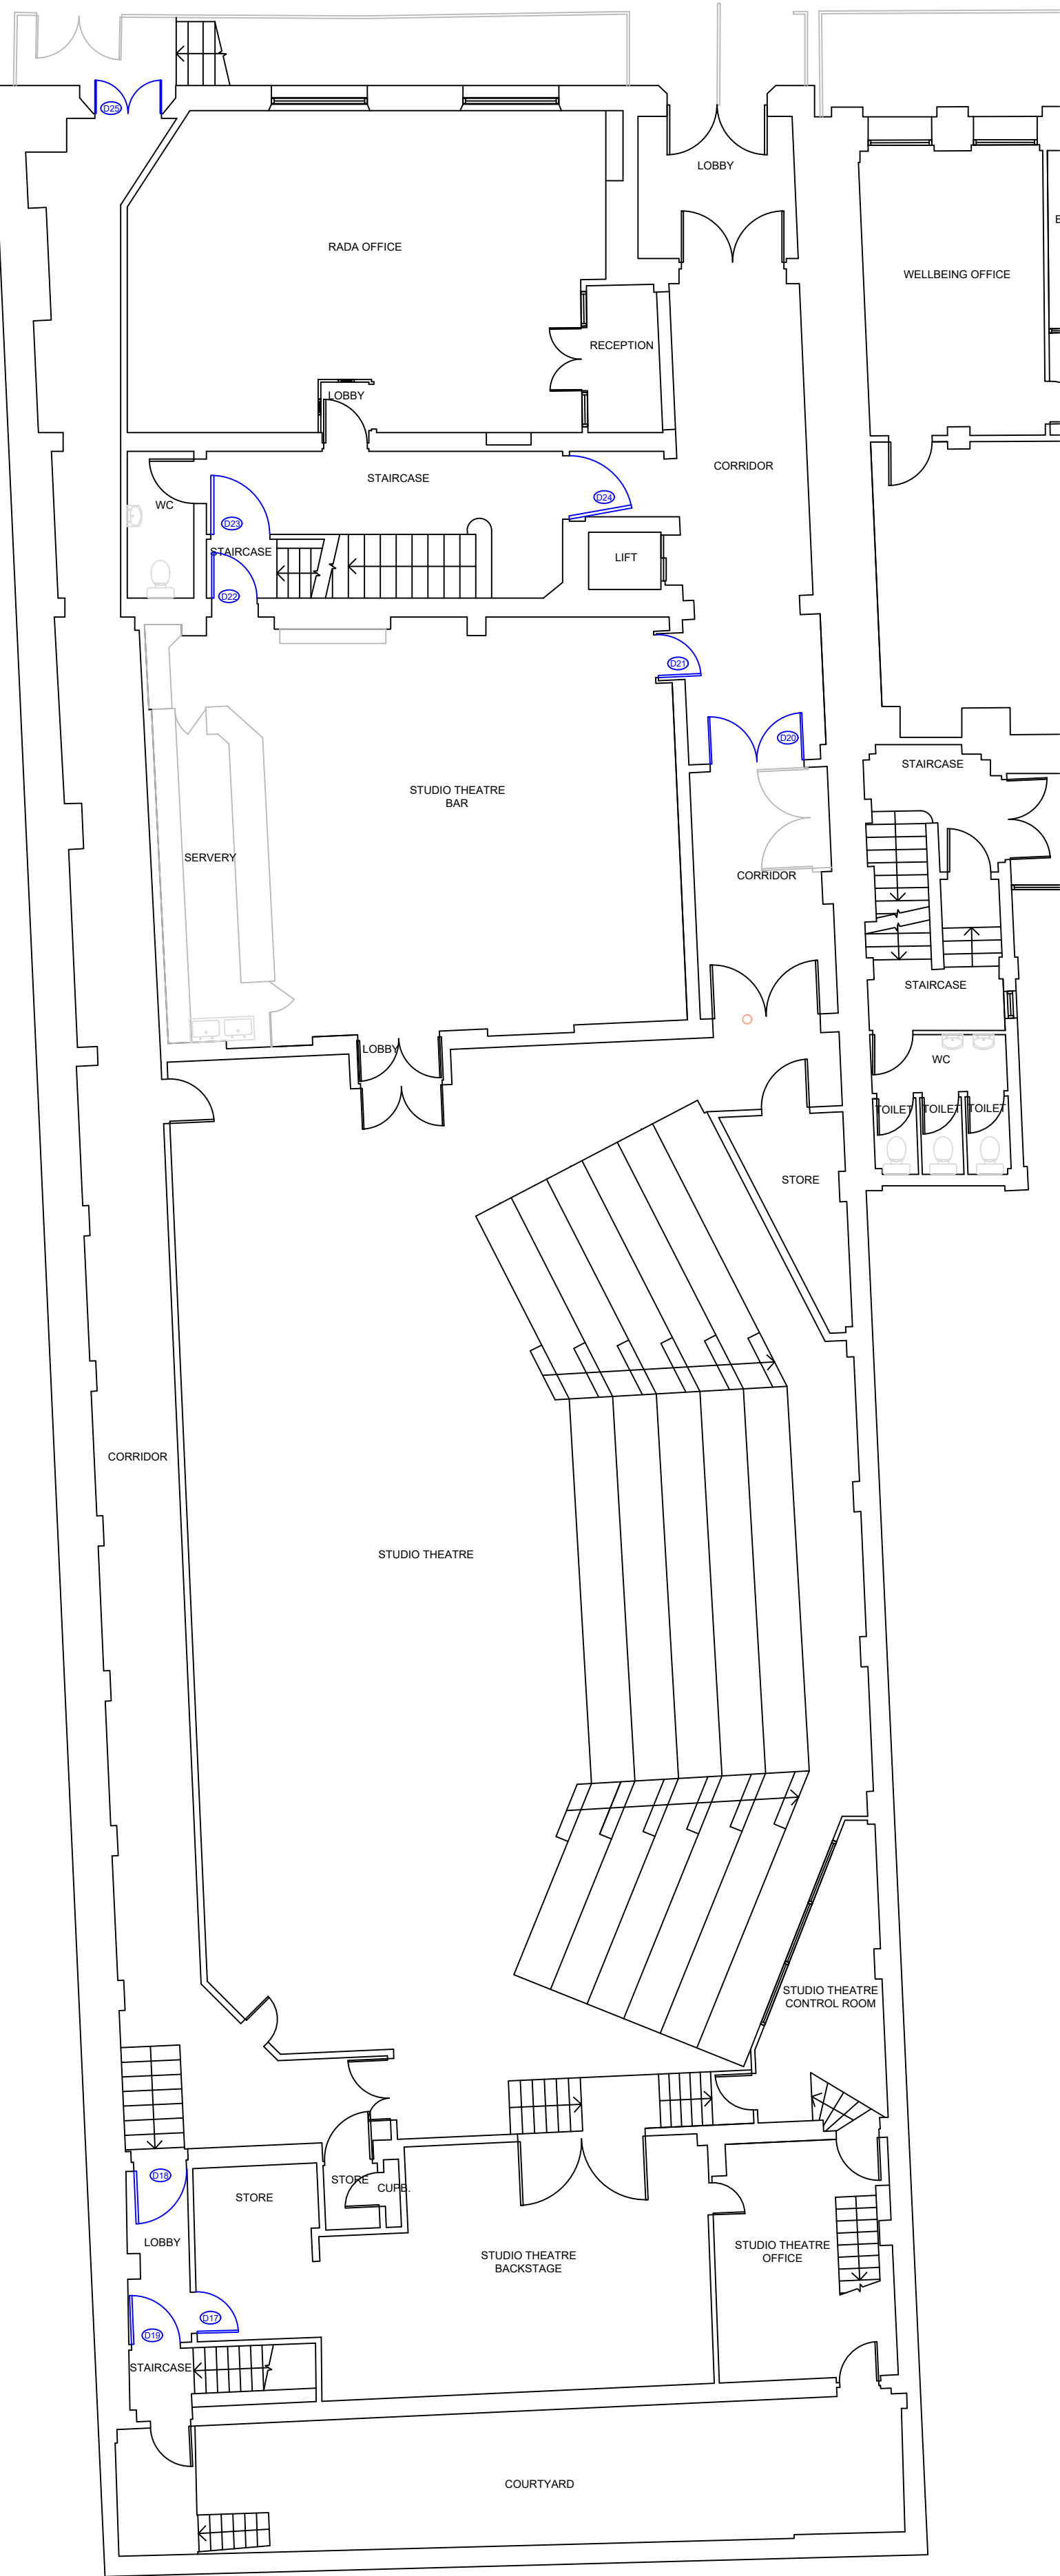 D25
LOBBY
RADA OFFICE
WELLBEING OFFICE
RECEPTION
LOBBY
CORRIDOR
STAIRCASE
WC
D24
D23
STAIRCASE
LIFT
D22
D21
D20
STAIRCASE
STUDIO THEATRE
BAR
SERVERY
CORRIDOR
STAIRCASE
LOBBY
WC
TOILET
TOILET
TOILET
STORE
CORRIDOR
STUDIO THEATRE
STUDIO THEATRE
CONTROL ROOM
D18
STORE
CUPB.
STORE
LOBBY
STUDIO THEATRE
BACKSTAGE
STUDIO THEATRE
OFFICE
D17
D19
STAIRCASE
COURTYARD